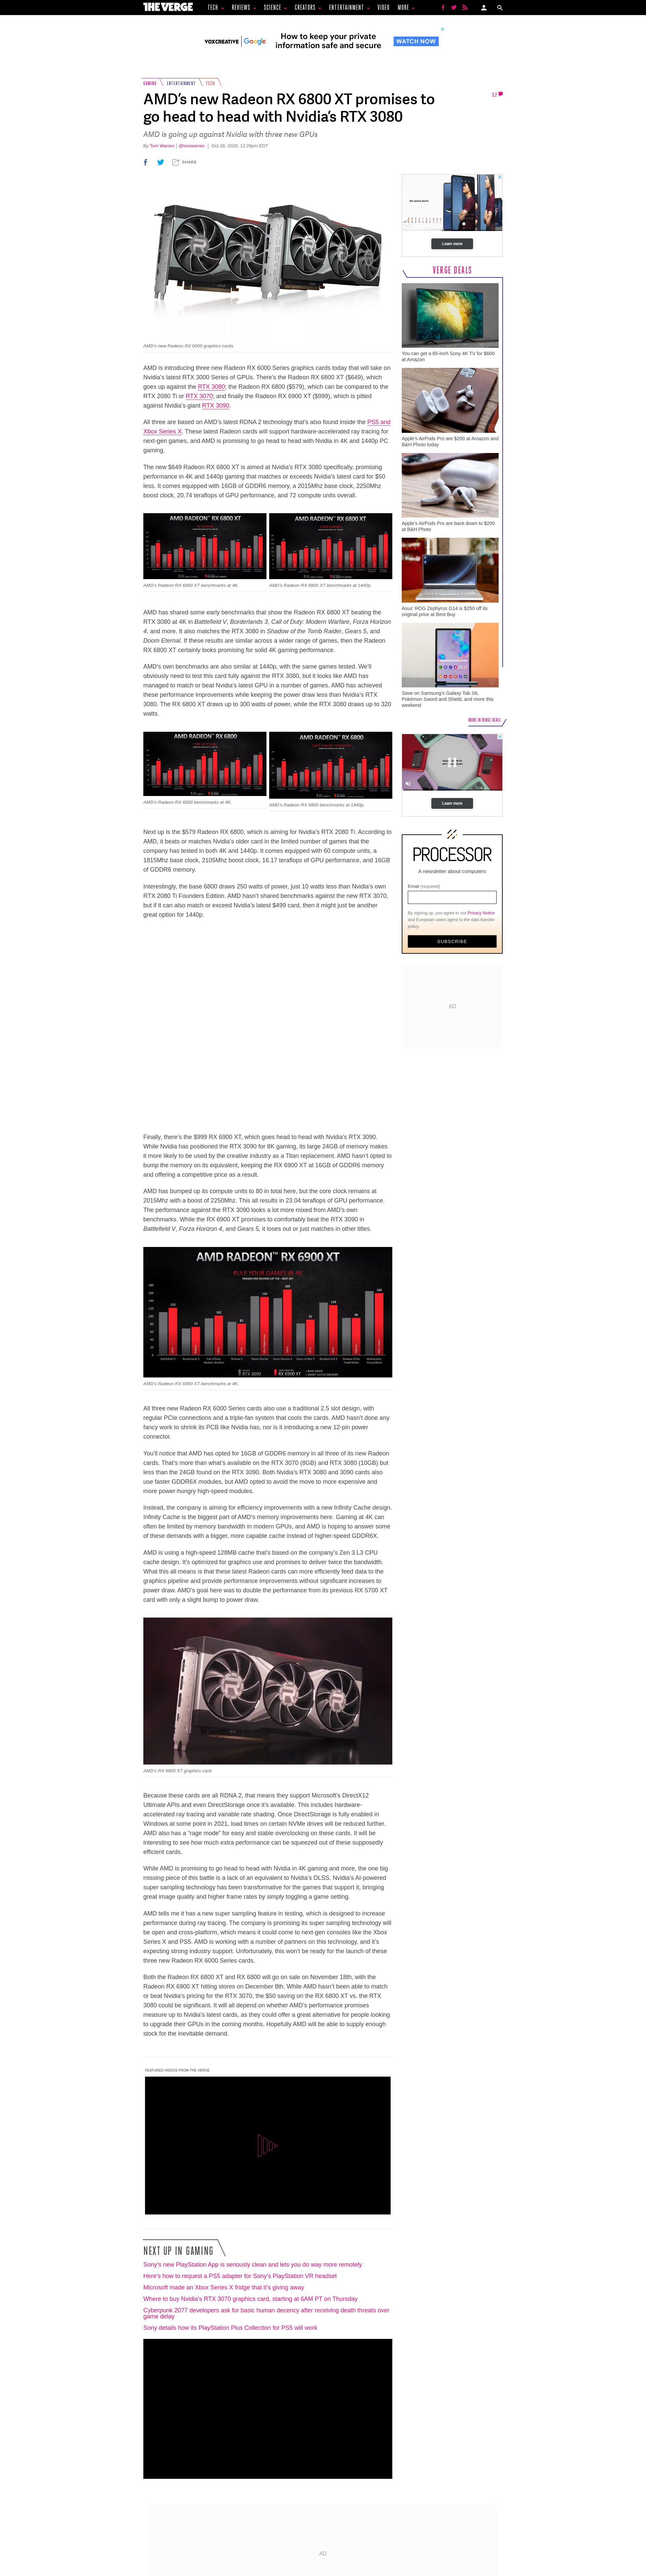 THE VERGE
TECH REVIEWS SCIENCE CREATORS ENTERTAINMENT VIDEO MORE
VOXCREATIVE Google
How to keep your private
information safe and secure
WATCH NOW
GAMING ENTERTAINMENT TECH
AMD's new Radeon RX 6800 XT promises to
go head to head with Nvidia's RTX 3080
12
AMD is going up against Nvidia with three new GPUs
By Tom Warren | @tomwarren | Oct 28, 2020, 12:28pm EDT
SHARE
AMD's new Radeon RX 6000 graphics cards.
AMD is introducing three new Radeon RX 6000 Series graphics cards today that will take on
Nvidia's latest RTX 3000 Series of GPUs. There's the Radeon RX 6800 XT ($649), which
goes up against the RTX 3080; the Radeon RX 6800 ($579), which can be compared to the
RTX 2080 Ti or RTX 3070; and finally the Radeon RX 6900 XT ($999), which is pitted
against Nvidia's giant RTX 3090.
All three are based on AMD's latest RDNA 2 technology that's also found inside the PS5 and
Xbox Series X. These latest Radeon cards will support hardware-accelerated ray tracing for
next-gen games, and AMD is promising to go head to head with Nvidia in 4K and 1440p PC
gaming.
The new $649 Radeon RX 6800 XT is aimed at Nvidia's RTX 3080 specifically, promising
performance in 4K and 1440p gaming that matches or exceeds Nvidia's latest card for $50
less. It comes equipped with 16GB of GDDR6 memory, a 2015Mhz base clock, 2250Mhz
boost clock, 20.74 teraflops of GPU performance, and 72 compute units overall.
AMD RADEON™ RX 6800 XT
AMD RADEON™ RX 6800 XT
AMD's Radeon RX 6800 XT benchmarks at 4K.
AMD's Radeon RX 6800 XT benchmarks at 1440p.
AMD has shared some early benchmarks that show the Radeon RX 6800 XT beating the
RTX 3080 at 4K in Battlefield V, Borderlands 3, Call of Duty: Modern Warfare, Forza Horizon
4, and more. It also matches the RTX 3080 in Shadow of the Tomb Raider, Gears 5, and
Doom Eternal. If these results are similar across a wider range of games, then the Radeon
RX 6800 XT certainly looks promising for solid 4K gaming performance.
AMD's own benchmarks are also similar at 1440p, with the same games tested. We'll
obviously need to test this card fully against the RTX 3080, but it looks like AMD has
managed to match or beat Nvidia's latest on a number of games. AMD has also achieved
these performance improvements while keeping the power draw less than Nvidia's RTX
3080. The RX 6800 XT draws up to 300 watts of power, while the RTX 3080 draws up to 320
watts.
AMD RADEON™ RX 6800
AMD RADEON™ RX 6800
AMD's Radeon RX 6800 benchmarks at 4K.
AMD's Radeon RX 6800 benchmarks at 1440p.
Next up is the $579 Radeon RX 6800, which is aiming for Nvidia's RTX 2080 Ti. According to
AMD, it beats or matches Nvidia's older card in the limited number of games that the
company has tested in both 4K and 1440p. It comes equipped with 60 compute units, a
1815Mhz base clock, 2105Mhz boost clock, 16.17 teraflops of GPU performance, and 16GB
of GDDR6 memory.
Interestingly, the base 6800 draws 250 watts of power, just 10 watts less than Nvidia's own
RTX 2080 Ti Founders Edition. AMD hasn't shared benchmarks against the new RTX 3070,
but if it can also match or exceed Nvidia's latest $499 card, then it might just be another
great option for 1440p.
Finally, there's the $999 RX 6900 XT, which goes head to head with Nvidia's RTX 3090.
While Nvidia has positioned the RTX 3090 for 8K gaming, its large 24GB of memory makes
it more likely to be used by the creative industry as a Titan replacement. AMD hasn't opted to
bump the memory on its equivalent, keeping the RX 6900 XT at 16GB of GDDR6 memory
and offering a competitive price as a result.
AMD has bumped up its compute units to 80 in total here, but the core clock remains at
2015Mhz with a boost of 2250Mhz. This all results in 23.04 teraflops of GPU performance.
The performance against the RTX 3090 looks a lot more mixed from AMD's own
benchmarks. While the RX 6900 XT promises to comfortably beat the RTX 3090 in
Battlefield V, Forza Horizon 4, and Gears 5, it loses out or just matches in other titles.
AMD RADEON™ RX 6900 XT
RULE YOUR GAMES @ 4K
RTX 3090 RX 6900 XT
AMD's Radeon RX 6900 XT benchmarks at 4K.
All three new Radeon RX 6000 Series cards also use a traditional 2.5 slot design, with
regular PCIe connections and a triple-fan system that cools the cards. AMD hasn't done any
fancy work to shrink its PCB like Nvidia has, nor is it introducing a new 12-pin power
connector.
You'll notice that AMD has opted for 16GB of GDDR6 memory in all three of its new Radeon
cards. That's more than what's available on the RTX 3070 (8GB) and RTX 3080 (10GB) but
less than the 24GB found on the RTX 3090. Both Nvidia's RTX 3080 and 3090 cards also
use faster GDDR6X modules, but AMD opted to avoid the move to more expensive and
more power-hungry high-speed modules.
Instead, the company is aiming for efficiency improvements with a new Infinity Cache design.
Infinity Cache is the biggest part of AMD's memory improvements here. Gaming at 4K can
often be limited by memory bandwidth in modern GPUs, and AMD is hoping to answer some
of these demands with a bigger, more capable cache instead of higher-speed GDDR6X.
AMD is using a high-speed 128MB cache that's based on the company's Zen 3 L3 CPU
cache design. It's optimized for graphics use and promises to deliver twice the bandwidth.
What this all means is that these latest Radeon cards can more efficiently feed data to the
graphics pipeline and provide performance improvements without significant increases to
power draw. AMD's goal here was to double the performance from its previous RX 5700 XT
card with only a slight bump to power draw.
AMD's RX 6800 XT graphics card.
Because these cards are all RDNA 2, that means they support Microsoft's DirectX12
Ultimate APIs and even DirectStorage once it's available. This includes hardware-
accelerated ray tracing and variable rate shading. Once DirectStorage is fully enabled in
Windows at some point in 2021, load times on certain NVMe drives will be reduced further.
AMD also has a "rage mode" for easy and stable overclocking on these cards. It will be
interesting to see how much extra performance can be squeezed out of these supposedly
efficient cards.
While AMD is promising to go head to head with Nvidia on 4K gaming and more, the one big
missing piece of this battle is a lack of an equivalent to Nvidia's DLSS. Nvidia's AI-powered
super sampling technology has been transformative for the games that support it, bringing
great image quality and higher frame rates by simply toggling a game setting.
AMD tells me it has a new super sampling feature in testing, which is designed to increase
performance during ray tracing. The company is promising its super sampling technology will
be open and cross-platform, which means it could come to next-gen consoles like the Xbox
Series X and PS5. AMD is working with a number of partners on this technology, and it's
expecting strong industry support. Unfortunately, this won't be ready for the launch of these
three new Radeon RX 6000 Series cards.
Both the Radeon RX 6800 XT and RX 6800 will go on sale on November 18th, with the
Radeon RX 6900 XT hitting stores on December 8th. While AMD hasn't been able to match
or beat Nvidia's pricing for the RTX 3070, the $50 saving on the RX 6800 XT vs. the RTX
3080 could be significant. It will all depend on whether AMD's performance promises
measure up to Nvidia's latest cards, as they could offer a great alternative for people looking
to upgrade their GPUs in the coming months. Hopefully AMD will be able to supply enough
stock for the inevitable demand.
FEATURED VIDEOS FROM THE VERGE
NEXT UP IN GAMING
Sony's new PlayStation App is seriously clean and lets you do way more remotely
Here's how to request a PS5 adapter for Sony's PlayStation VR headset
Microsoft made an Xbox Series X fridge that it's giving away
Where to buy Nvidia's RTX 3070 graphics card, starting at 6AM PT on Thursday
Cyberpunk 2077 developers ask for basic human decency after receiving death threats over
game delay
Sony details how its PlayStation Plus Collection for PS5 will work
Learn more
VERGE DEALS
You can get a 65-inch Sony 4K TV for $600
at Amazon
Apple's AirPods Pro are $200 at Amazon and
B&H Photo today
Apple's AirPods Pro are back down to $200
at B&H Photo
Asus' ROG Zephyrus G14 is $250 off its
original price at Best Buy
Save on Samsung's Galaxy Tab S6,
Pokémon Sword and Shield, and more this
weekend
MORE IN VERGE DEALS
Learn more
PROCESSOR
A newsletter about computers
Email (required)
By signing up, you agree to our Privacy Notice
and European users agree to the data transfer
policy.
SUBSCRIBE
AD
AD